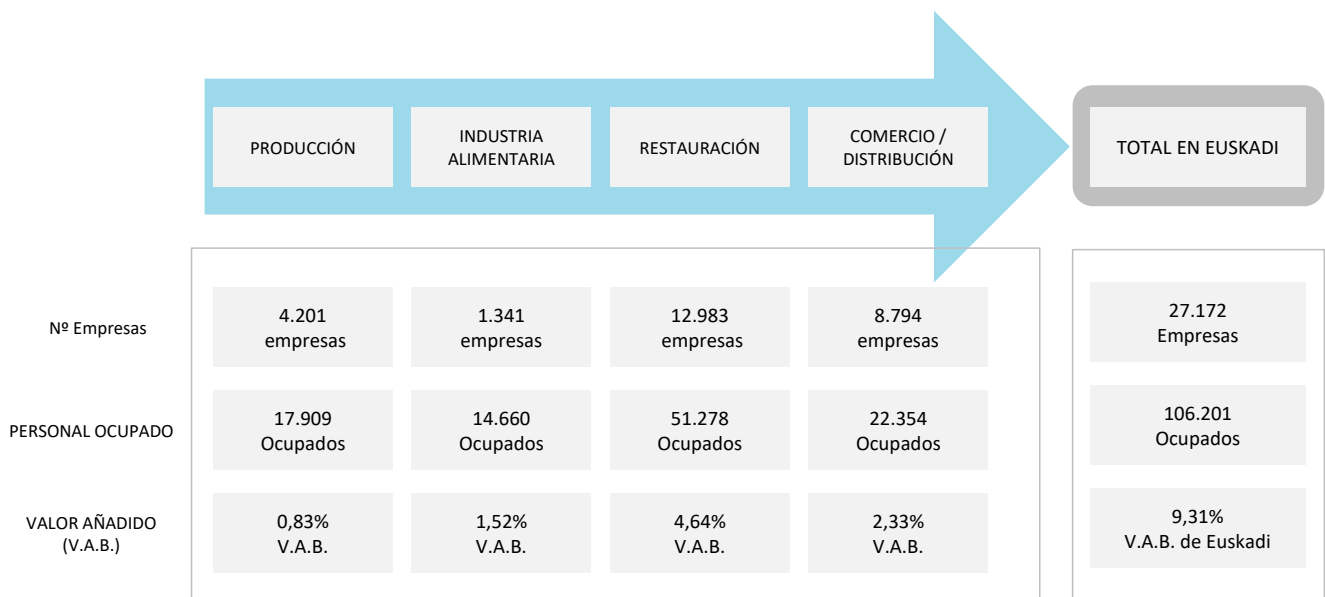 PRODUCCIÓN
INDUSTRIA
ALIMENTARIA
RESTAURACIÓN
COMERCIO /
DISTRIBUCIÓN
TOTAL EN EUSKADI
Nº Empresas
4.201
empresas
1.341
empresas
12.983
empresas
8.794
empresas
27.172
Empresas
PERSONAL OCUPADO
17.909
Ocupados
14.660
Ocupados
51.278
Ocupados
22.354
Ocupados
106.201
Ocupados
VALOR AÑADIDO
(V.A.B.)
0,83%
V.A.B.
1,52%
V.A.B.
4,64%
V.A.B.
2,33%
V.A.B.
9,31%
V.A.B. de Euskadi